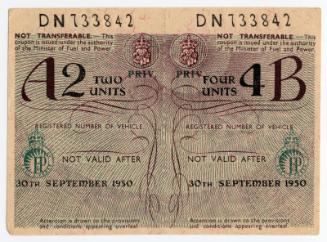 DN733842 DN733842
NOT TRANSFERABLE.—This coupon is issued under the authority of the Minister of Fuel and Power.
NOT TRANSFERABLE.—This coupon is issued under the authority of the Minister of Fuel and Power.
PRIV. PRIV.
A2 TWO UNITS
FOUR UNITS 4B
REGISTERED NUMBER OF VEHICLE
REGISTERED NUMBER OF VEHICLE
NOT VALID AFTER
NOT VALID AFTER
30TH SEPTEMBER 1950
30TH SEPTEMBER 1950
Attention is drawn to the provisions and conditions appearing overleaf.
Attention is drawn to the provisions and conditions appearing overleaf.